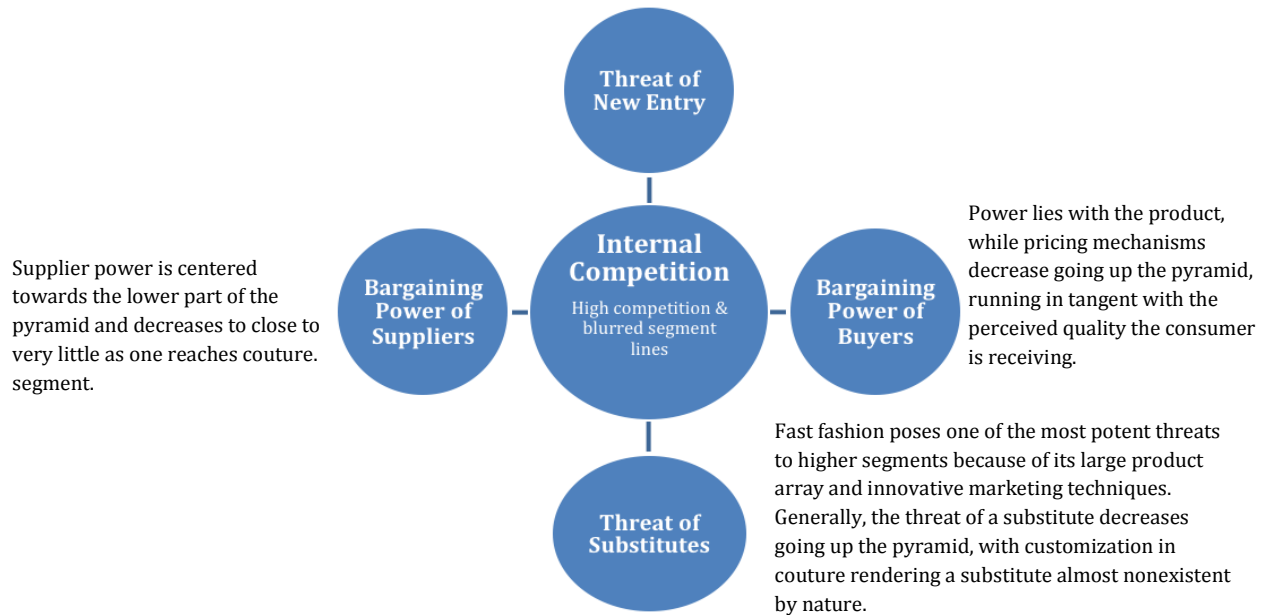 Threat of
New Entry
Power lies with the product,
while pricing mechanisms
decrease going up the pyramid,
running in tangent with the
perceived quality the consumer
is receiving.
Internal
Competition
High competition &
blurred segment
lines
Supplier power is centered
towards the lower part of the
pyramid and decreases to close to
very little as one reaches couture.
segment.
Bargaining
Power of
Suppliers
Bargaining
Power of
Buyers
Fast fashion poses one of the most potent threats
to higher segments because of its large product
array and innovative marketing techniques.
Generally, the threat of a substitute decreases
going up the pyramid, with customization in
couture rendering a substitute almost nonexistent
by nature.
Threat of
Substitutes